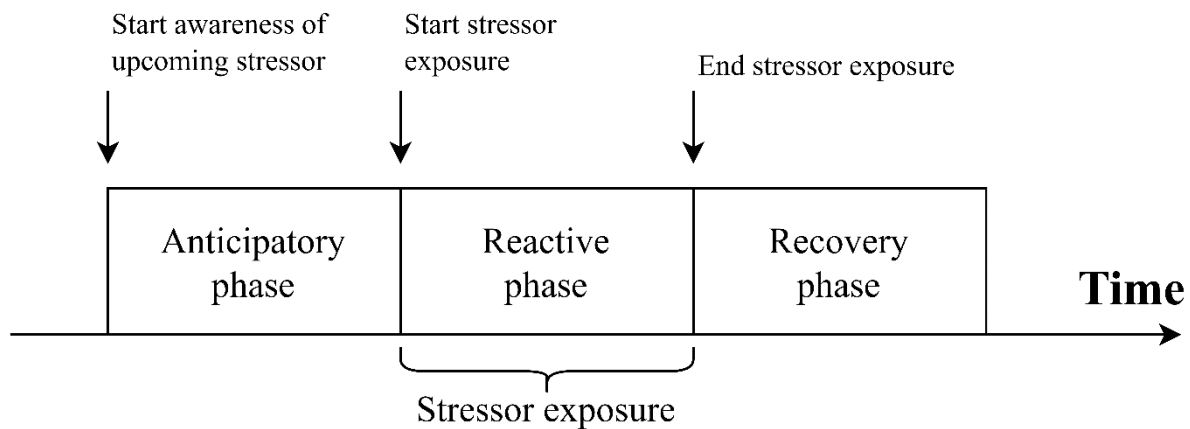 Start awareness of
upcoming stressor
Start stressor
exposure
End stressor exposure
Anticipatory
phase
Reactive
phase
Recovery
phase
Time
Stressor exposure